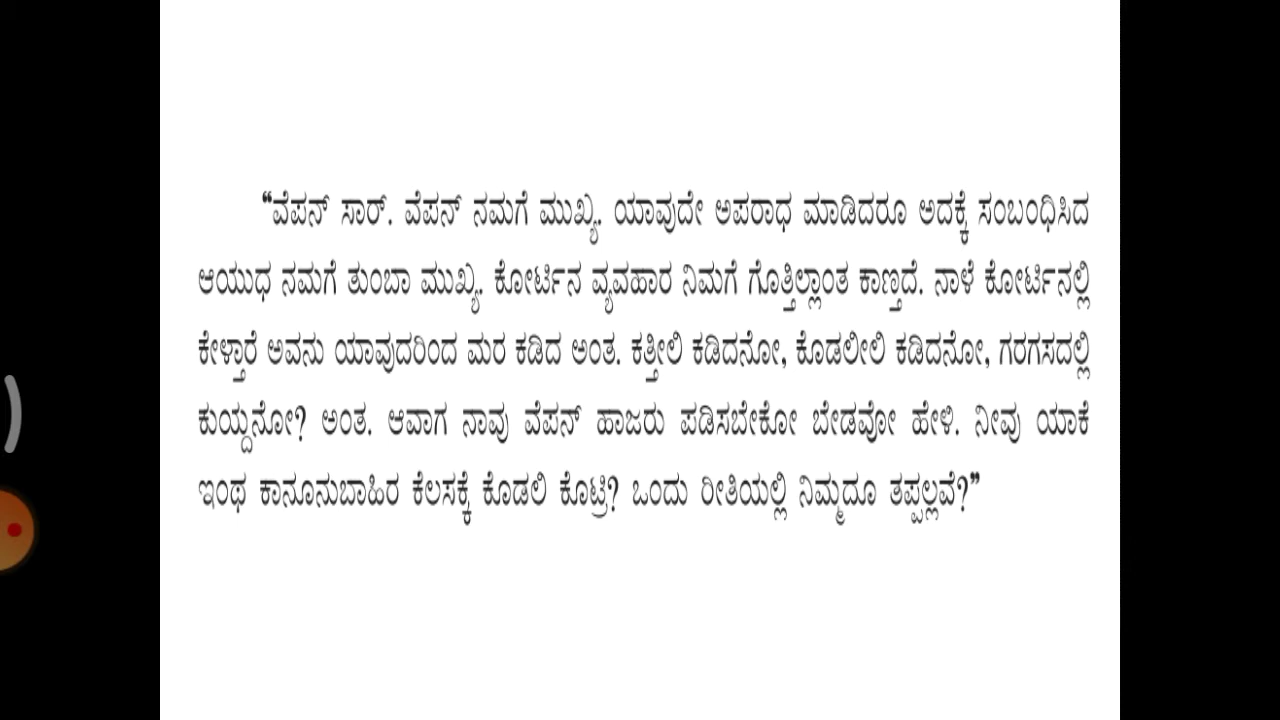 “ವೆಪನ್ ಸಾರ್. ವೆಪನ್ ನಮಗೆ ಮುಖ್ಯ. ಯಾವುದೇ ಅಪರಾಧ ಮಾಡಿದರೂ ಅದಕ್ಕೆ ಸಂಬಂಧಿಸಿದ
ಆಯುಧ ನಮಗೆ ತುಂಬಾ ಮುಖ್ಯ. ಕೋರ್ಟಿನ ವ್ಯವಹಾರ ನಿಮಗೆ ಗೊತ್ತಿಲ್ಲಾಂತ ಕಾಣ್ತದೆ. ನಾಳೆ ಕೋರ್ಟಿನಲ್ಲಿ
ಕೇಳ್ತಾರೆ ಅವನು ಯಾವುದರಿಂದ ಮರ ಕಡಿದ ಅಂತ. ಕತ್ತೀಲಿ ಕಡಿದನೋ, ಕೊಡಲೀಲಿ ಕಡಿದನೋ, ಗರಗಸದಲ್ಲಿ
ಕುಯ್ದನೋ? ಅಂತ. ಆವಾಗ ನಾವು ವೆಪನ್ ಹಾಜರು ಪಡಿಸಬೇಕೋ ಬೇಡವೋ ಹೇಳಿ. ನೀವು ಯಾಕೆ
ಇಂಥ ಕಾನೂನುಬಾಹಿರ ಕೆಲಸಕ್ಕೆ ಕೊಡಲಿ ಕೊಟ್ರಿ? ಒಂದು ರೀತಿಯಲ್ಲಿ ನಿಮ್ಮದೂ ತಪ್ಪಲ್ಲವೆ?”